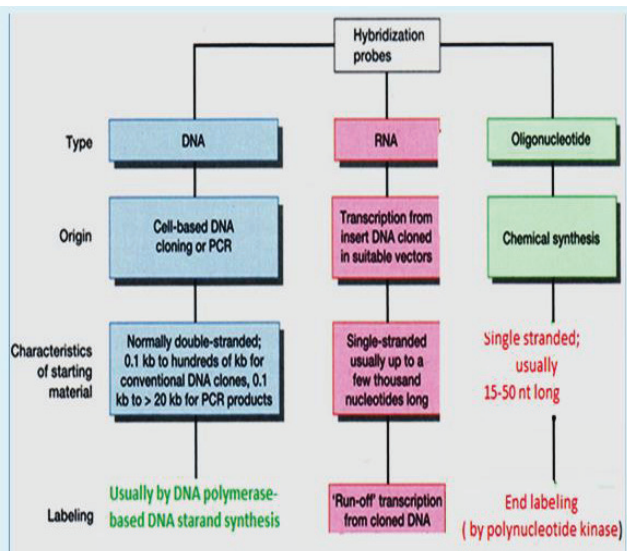 Hybridization
probes
Type
DNA
RNA
Oligonucleotide
Origin
Cell-based DNA
cloning or PCR
Transcription from
insert DNA cloned
in suitable vectors
Chemical synthesis
Characteristics
of starting
material
Normally double-stranded;
0.1 kb to hundreds of kb for
conventional DNA clones, 0.1
kb to > 20 kb for PCR products
Single-stranded
usually up to a
few thousand
nucleotides long
Single stranded;
usually
15-50 nt long
Labeling
Usually by DNA polymerase-
based DNA starand synthesis
'Run-off' transcription
from cloned DNA
End labeling
( by polynucleotide kinase)